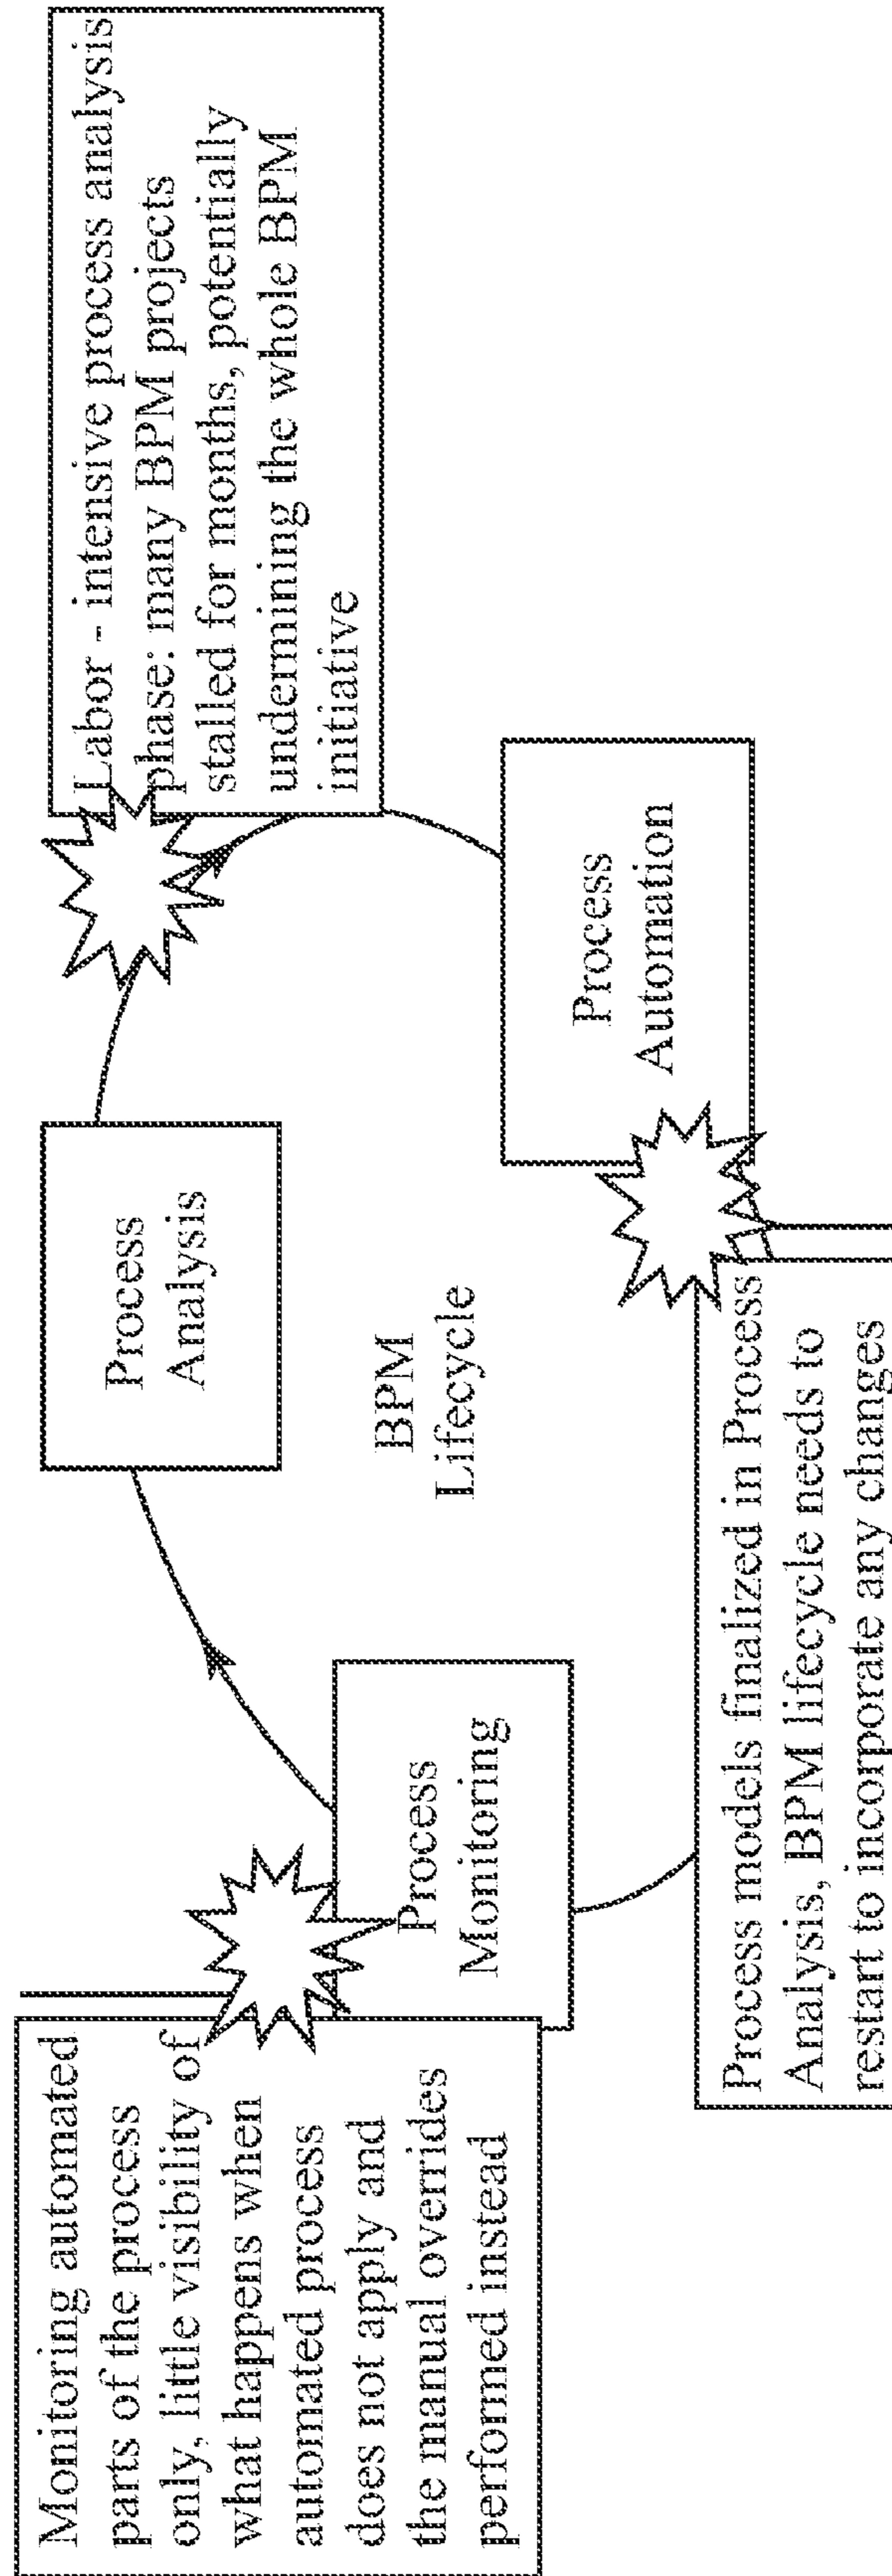 Monitoring automated
parts of the process
only, little visibility of
what happens when
automated process
does not apply and
the manual overrides
performed instead
Process
Monitoring
Process
Analysis
BPM
Lifecycle
Labor - intensive process analysis
phase: many BPM projects
stalled for months, potentially
undermining the whole BPM
initiative
Process
Automation
Process models finalized in Process
Analysis, BPM lifecycle needs to
restart to incorporate any changes